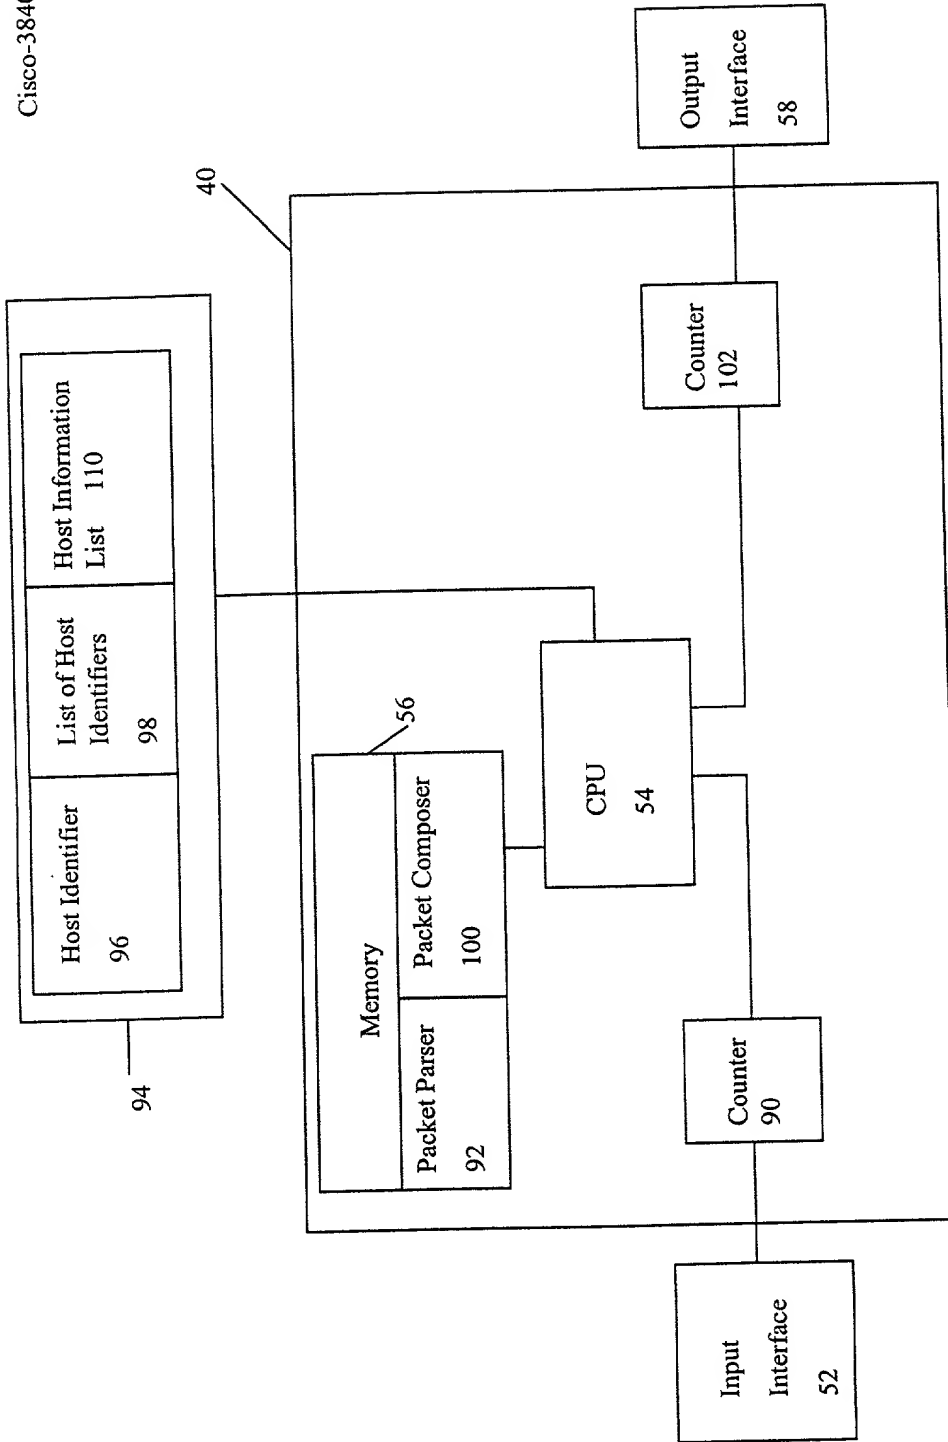 Cisco-3840
40
Host Identifier
96
List of Host
Identifiers
98
Host Information
List 110
94
Memory
56
Packet Parser
92
Packet Composer
100
CPU
54
Input
Interface
52
Counter
90
Counter
102
Output
Interface
58